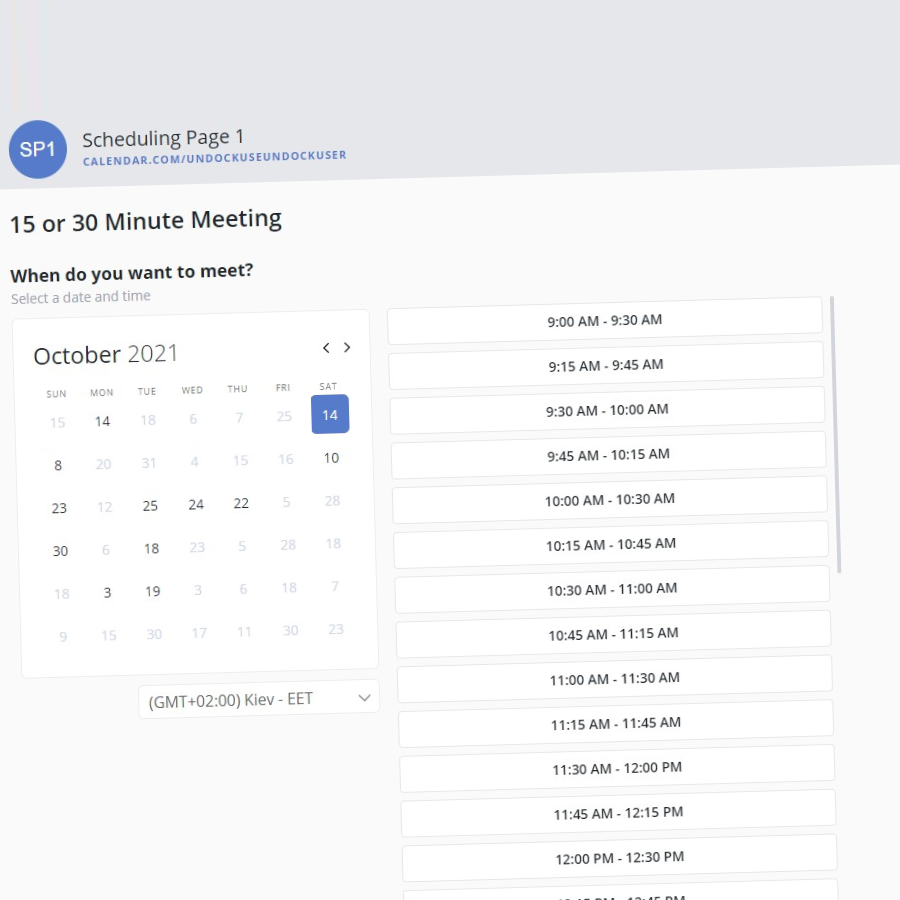 SP1
Scheduling Page 1
CALENDAR.COM/UNDOCKUSEUNDOCKUSER
15 or 30 Minute Meeting
When do you want to meet?
Select a date and time
October 2021
SUN MON TUE WED THU FRI SAT
15 14 18 6 7 25 14
8 20 31 4 15 16 10
23 12 25 24 22 5 28
30 6 18 23 5 28 18
18 3 19 3 6 18 7
9 15 30 17 11 30 23
(GMT+02:00) Kiev - EET
9:00 AM - 9:30 AM
9:15 AM - 9:45 AM
9:30 AM - 10:00 AM
9:45 AM - 10:15 AM
10:00 AM - 10:30 AM
10:15 AM - 10:45 AM
10:30 AM - 11:00 AM
10:45 AM - 11:15 AM
11:00 AM - 11:30 AM
11:15 AM - 11:45 AM
11:30 AM - 12:00 PM
11:45 AM - 12:15 PM
12:00 PM - 12:30 PM